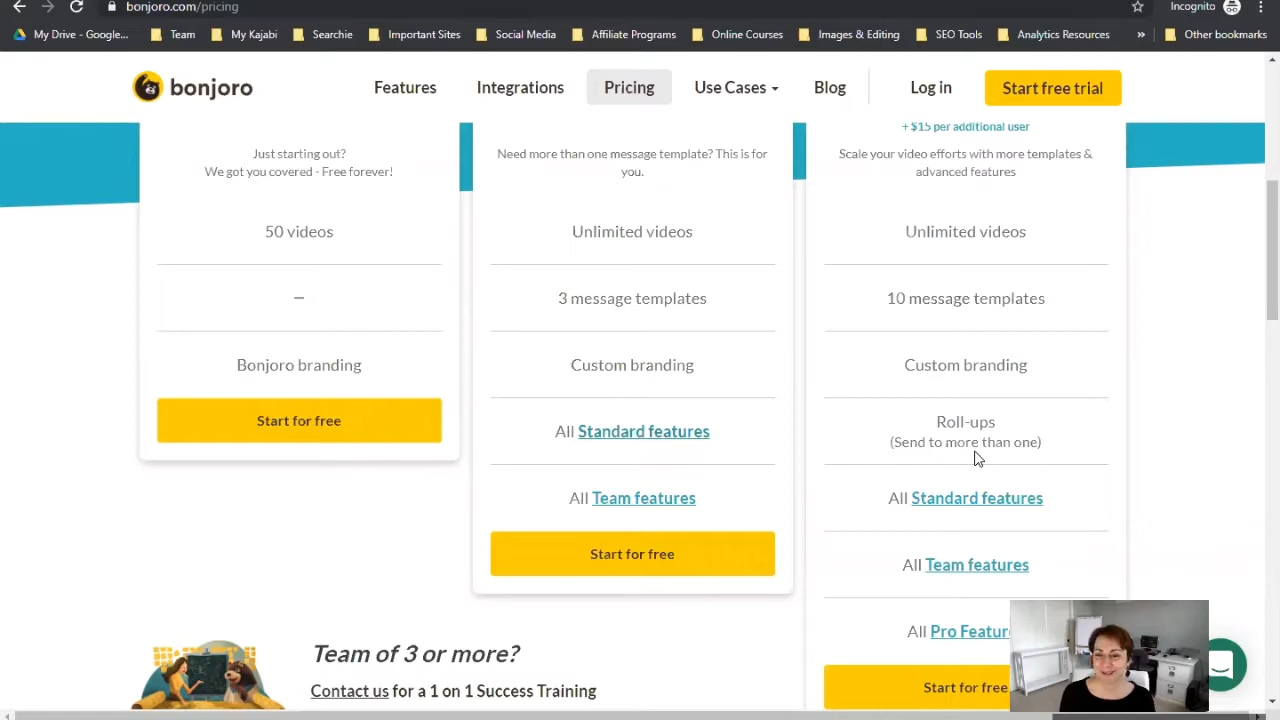 bonjoro.com/pricing
Incognito
My Drive - Google...
Team
My Kajabi
Searchie
Important Sites
Social Media
Affiliate Programs
Online Courses
Images & Editing
SEO Tools
Analytics Resources
»
Other bookmarks
bonjoro
Features
Integrations
Pricing
Use Cases
Blog
Log in
Start free trial
Just starting out?
We got you covered - Free forever!
50 videos
–
Bonjoro branding
Start for free
Need more than one message template? This is for
you.
Unlimited videos
3 message templates
Custom branding
All Standard features
All Team features
Start for free
+ $15 per additional user
Scale your video efforts with more templates &
advanced features
Unlimited videos
10 message templates
Custom branding
Roll-ups
(Send to more than one)
All Standard features
All Team features
All Pro Featur
Start for free
Team of 3 or more?
Contact us for a 1 on 1 Success Training